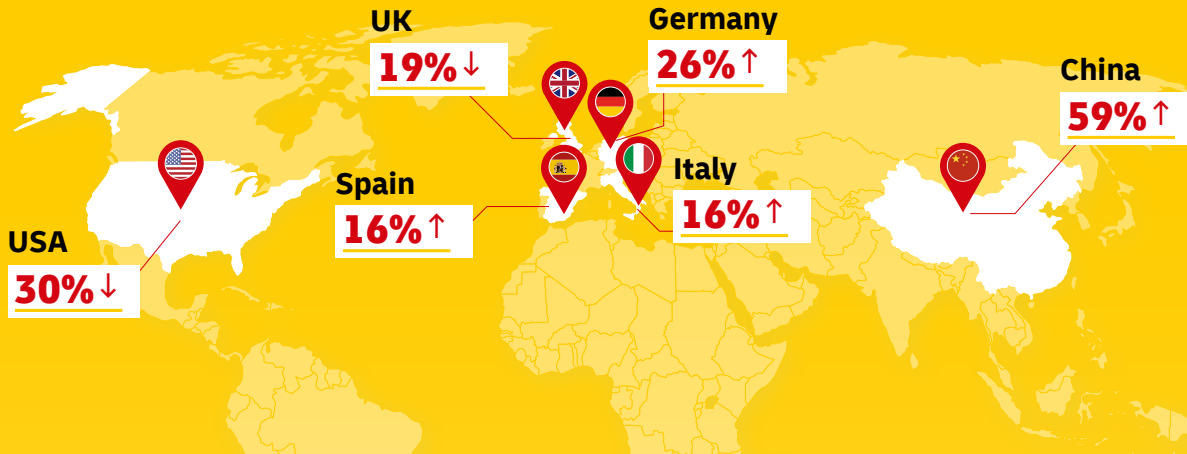 UK
19%↓
Germany
26%↑
China
59%↑
Spain
16%↑
Italy
16%↑
USA
30%↓